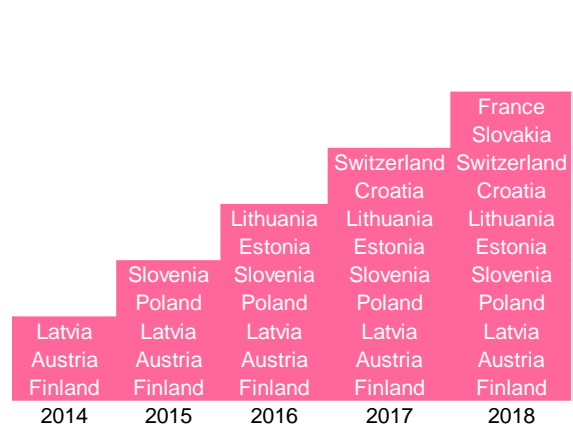 France
Slovakia
Switzerland Switzerland
Croatia Croatia
Lithuania Lithuania Lithuania
Estonia Estonia Estonia
Slovenia Slovenia Slovenia Slovenia
Poland Poland Poland Poland
Latvia Latvia Latvia Latvia Latvia
Austria Austria Austria Austria Austria
Finland Finland Finland Finland Finland
2014 2015 2016 2017 2018